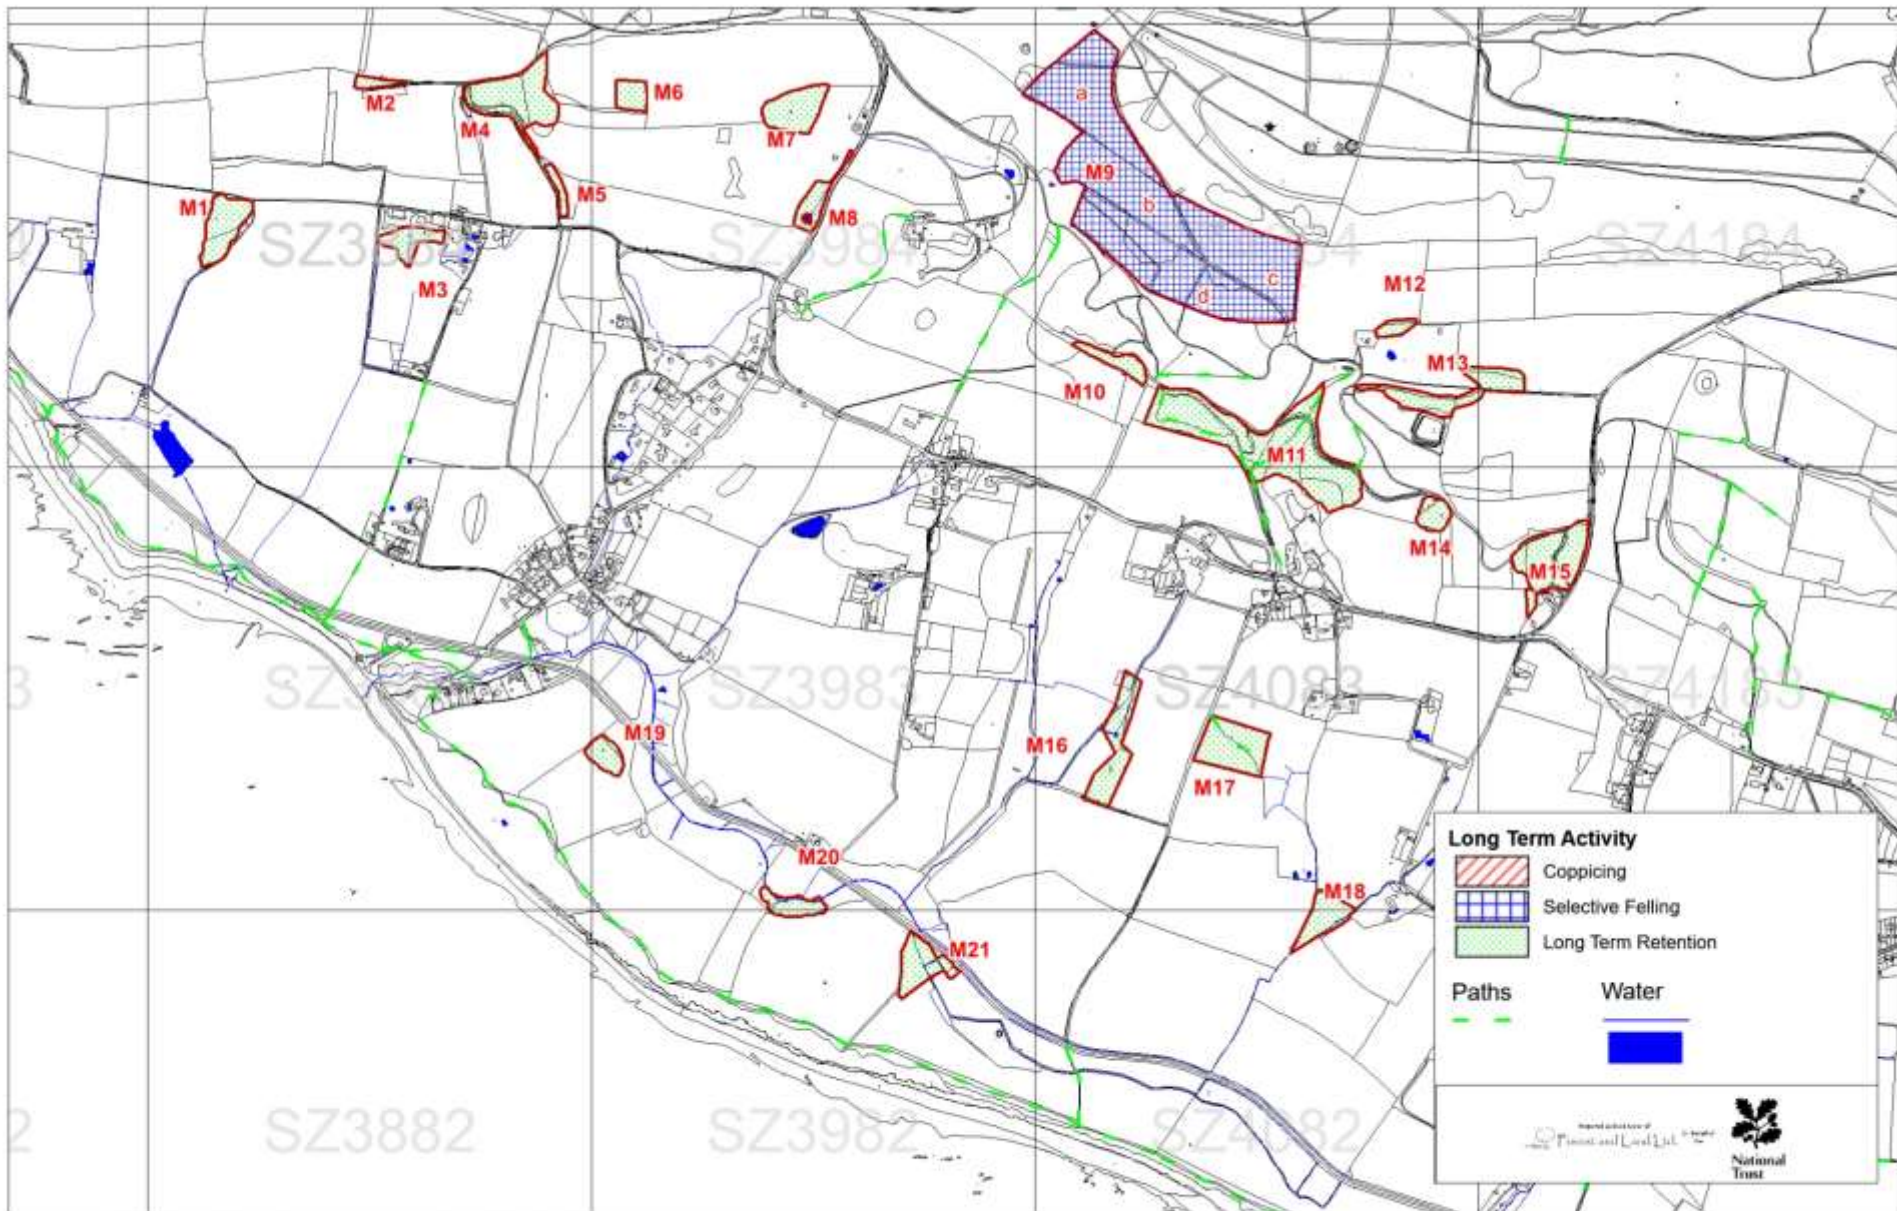 M2
M4
M6
M7
a
M5
M9
M1
M8
b
SZ3984
SZ4184
M3
c
d
M12
M13
M10
M11
M14
M15
SZ3983
SZ4083
SZ4183
M19
M16
M17
M20
M18
M21
Long Term Activity
Coppicing
Selective Felling
Long Term Retention
Paths Water
SZ3882
SZ3982
SZ4082
National
Trust